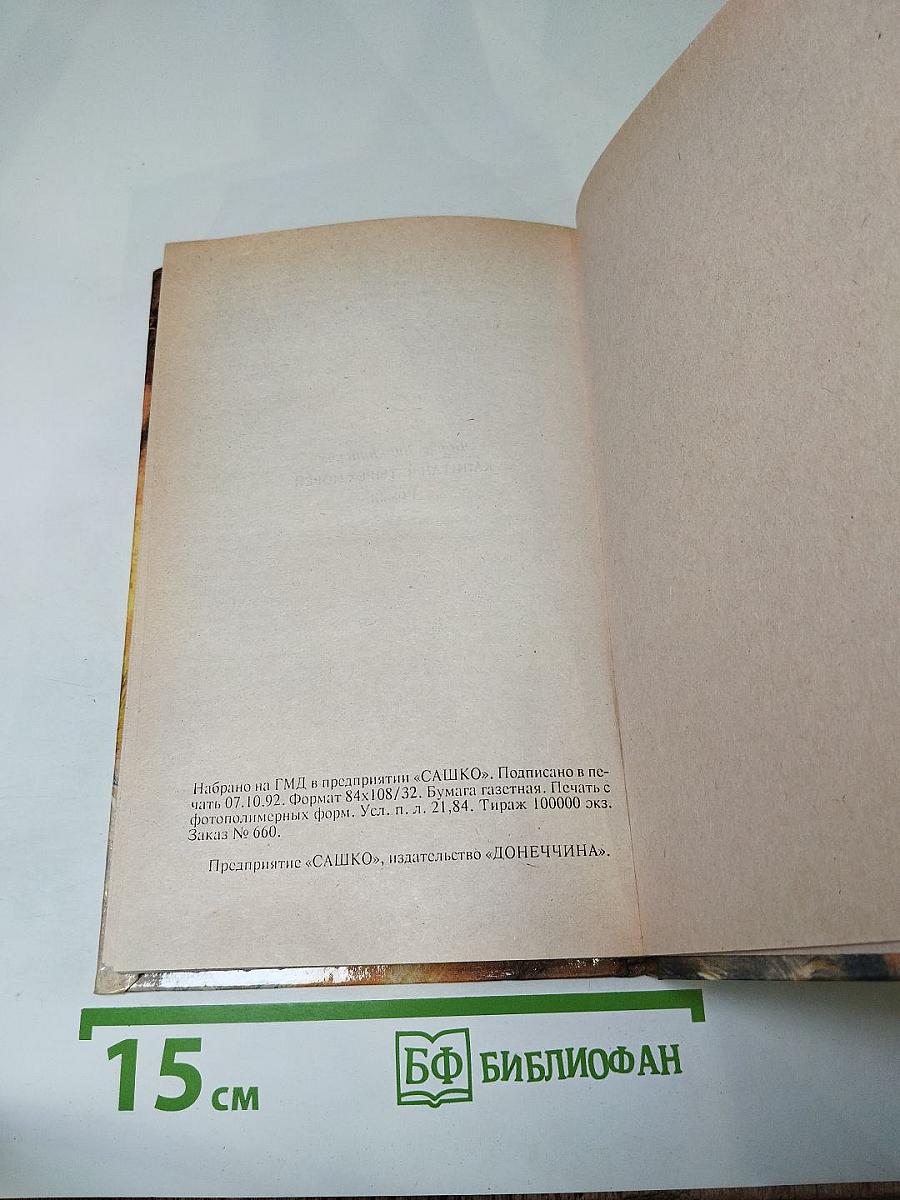 Набрано на ГМД в предприятии «САШКО». Подписано в пе-
чать 07.10.92. Формат 84х108/32. Бумага газетная. Печать с
фотополимерных форм. Усл. п. л. 21,84. Тираж 100000 экз.
Заказ № 660.
Предприятие «САШКО», издательство «ДОНЕЧЧИНА».
15 см
БФ БИБЛИОФАН